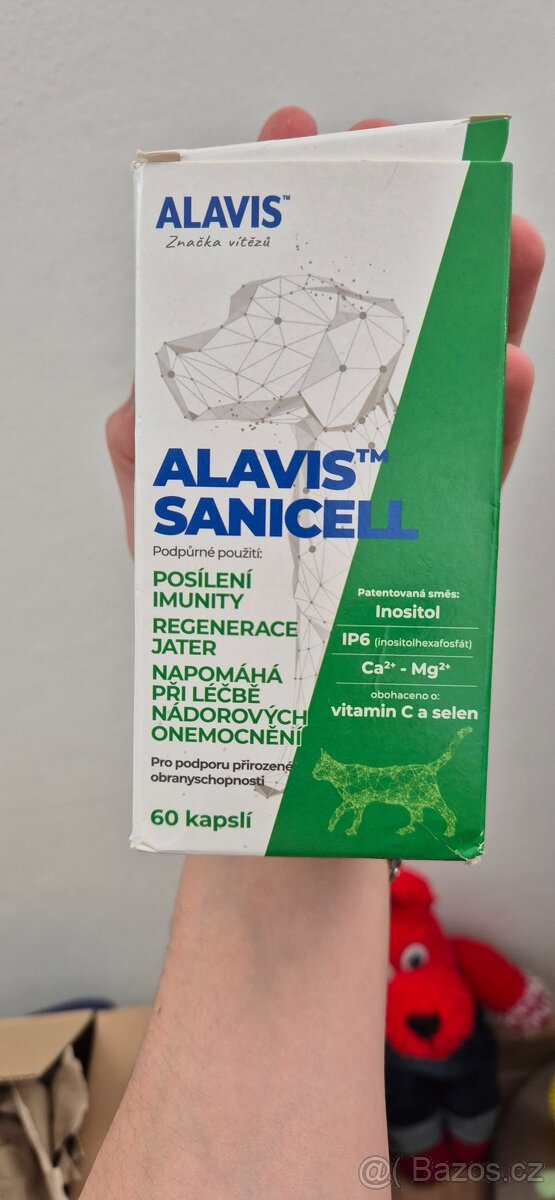 ALAVIS™
Značka vítězů
ALAVIS™
SANICELL
Podpůrné použití:
POSÍLENÍ
IMUNITY
REGENERACE
JATER
NAPOMÁHÁ
PŘI LÉČBĚ
NÁDOROVÝCH
ONEMOCNĚNÍ
Pro podporu přirozené
obranyschopnosti
60 kapslí
Patentovaná směs:
Inositol
IP6 (inositolhexafosfát)
Ca²⁺ - Mg²⁺
obohaceno o:
vitamin C a selen
@( Bazos.cz